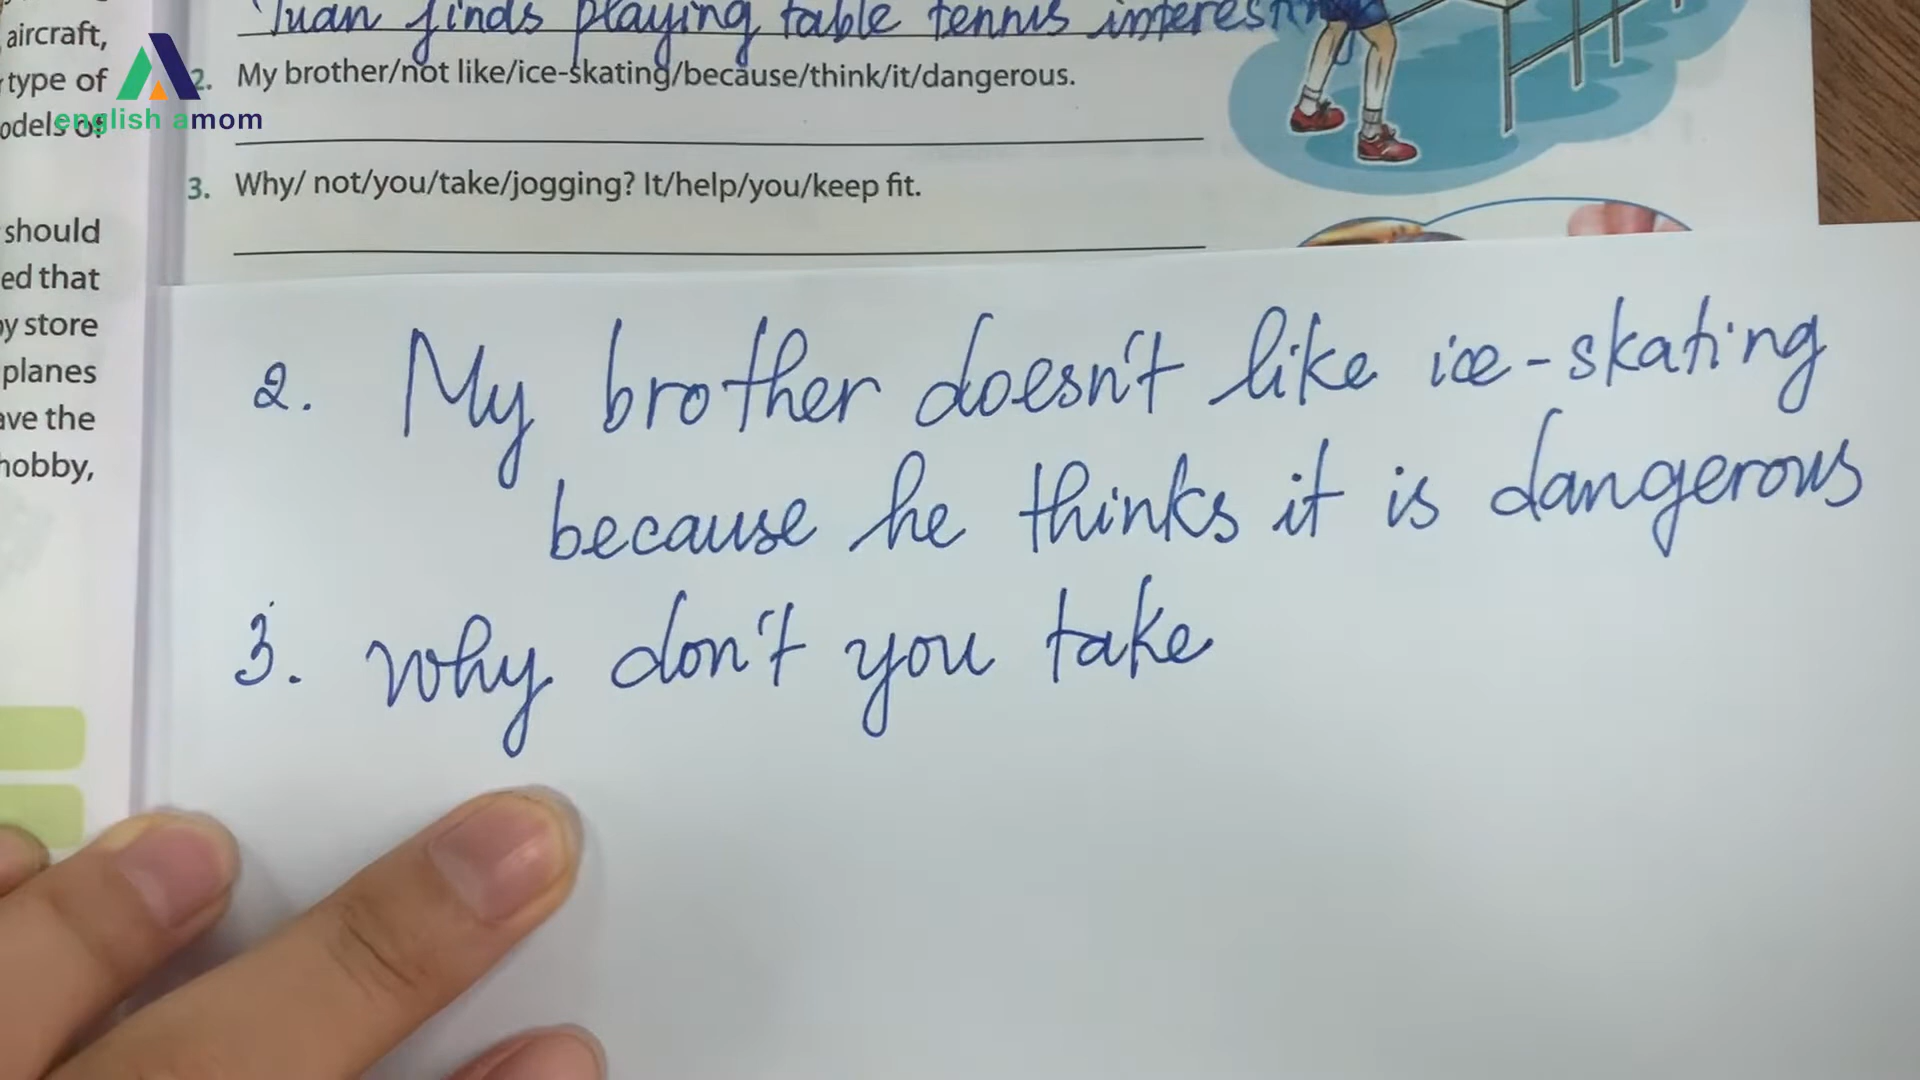 Tuan finds playing table tennis
aircraft,
type of
odels of
should
ed that
by store
planes
ave the
hobby,
english amom
2. My brother/not like/ice-skating/because/think/it/dangerous.
3. Why/ not/you/take/jogging? It/help/you/keep fit.
2. My brother doesn't like ice-skating
because he thinks it is dangerous
3. Why don't you take